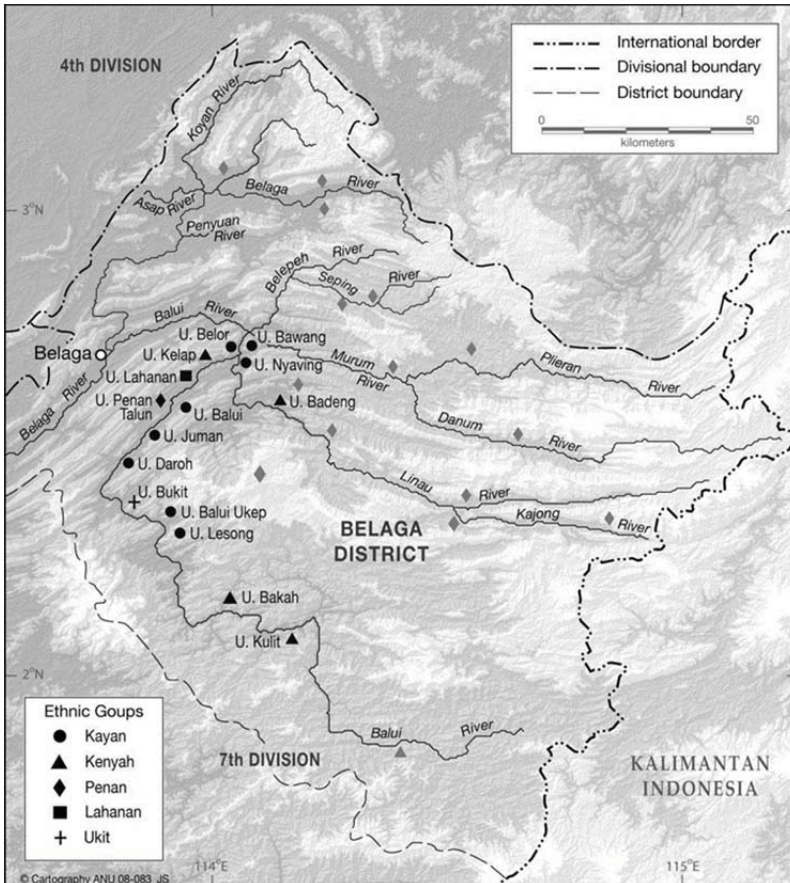 4th DIVISION
International border
Divisional boundary
District boundary
0 50
kilometers
Koyan River
3°N
Asap River
Belaga River
Penyuan
River
Belepeh River
Seping River
Balui River
Belaga
U. Belor
U. Bawang
U. Kelap
U. Nyaving
Murum
River
Plieran River
U. Lahanan
U. Penan
Talun
U. Badeng
Belaga River
U. Balui
Danum River
U. Juman
U. Daroh
Linau River
U. Bukit
U. Balui Ukep
Kajong River
U. Lesong
BELAGA
DISTRICT
U. Bakah
U. Kulit
2°N
Balui River
Ethnic Goups
Kayan
Kenyah
Penan
Lahanan
Ukit
7th DIVISION
KALIMANTAN
INDONESIA
© Cartography ANU 08-083 JS
114°E
115°E